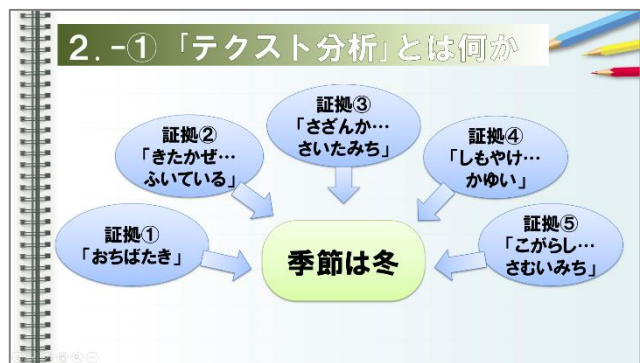 2.-①「テクスト分析」とは何か
証拠①
「おちばたき」
証拠②
「きたかぜ…
ふいている」
証拠③
「さざんか…
さいたみち」
証拠④
「しもやけ…
かゆい」
証拠⑤
「こがらし…
さむいみち」
季節は冬